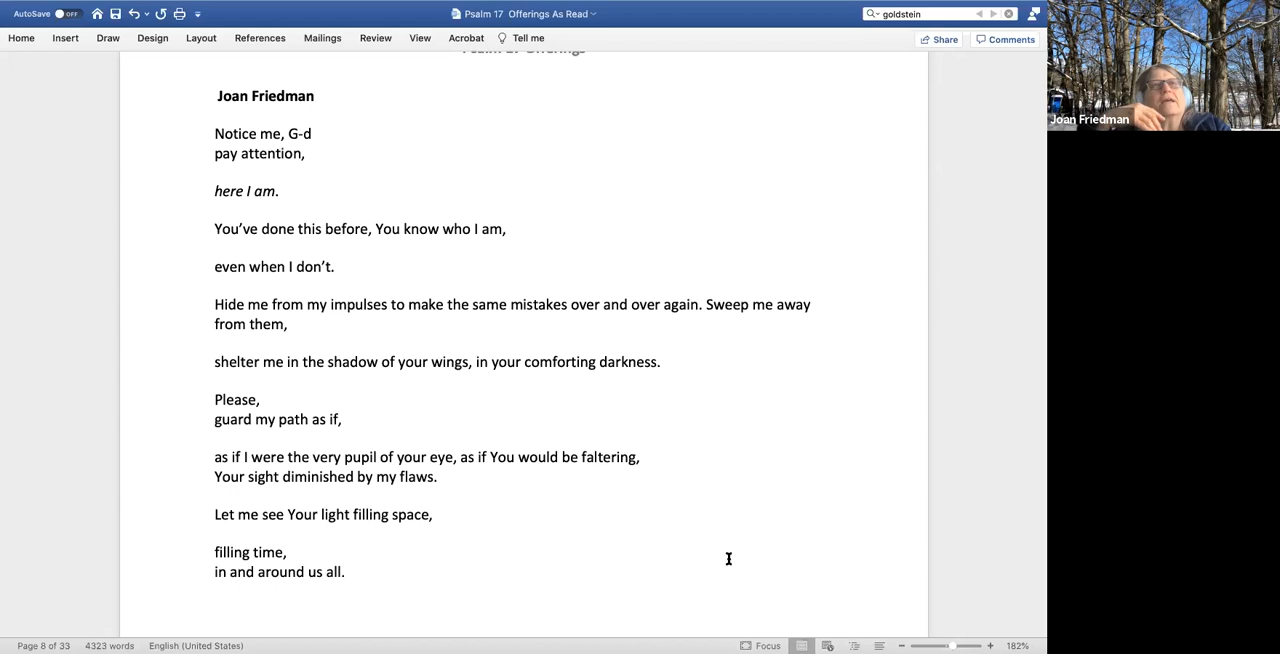 AutoSave OFF Psalm 17 Offerings As Read goldstein
Home Insert Draw Design Layout References Mailings Review View Acrobat Tell me Share Comments
Psalm 17 Offerings
Joan Friedman
Notice me, G-d
pay attention,
here I am.
You've done this before, You know who I am,
even when I don't.
Hide me from my impulses to make the same mistakes over and over again. Sweep me away
from them,
shelter me in the shadow of your wings, in your comforting darkness.
Please,
guard my path as if,
as if I were the very pupil of your eye, as if You would be faltering,
Your sight diminished by my flaws.
Let me see Your light filling space,
filling time,
in and around us all.
Page 8 of 33 4323 words English (United States) Focus 182%
Joan Friedman